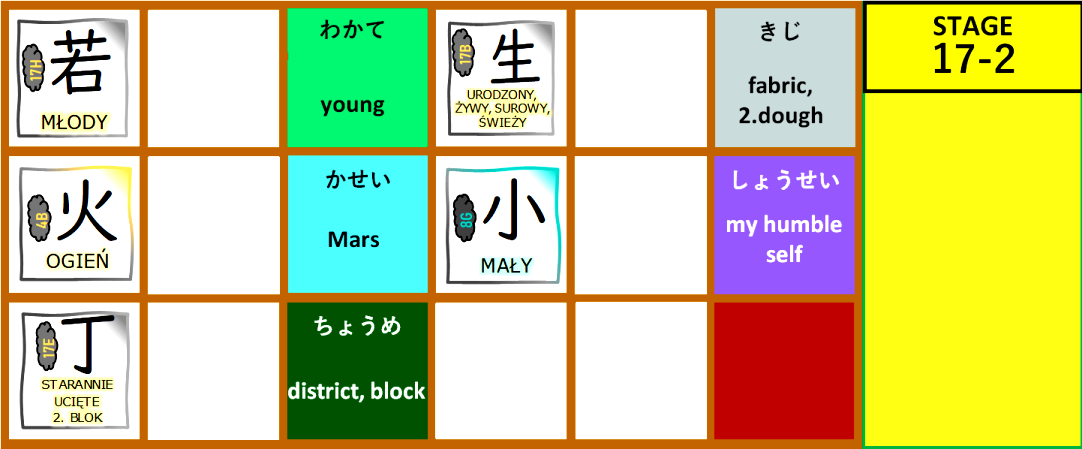 若
17H
MŁODY
わかて
young
生
17B
URODZONY,
ŻYWY, SUROWY,
ŚWIEŻY
きじ
fabric,
2.dough
STAGE
17-2
火
4B
OGIEŃ
かせい
Mars
小
8G
MAŁY
しょうせい
my humble
self
丁
17E
STARANNIE
UCIĘTE
2. BLOK
ちょうめ
district, block